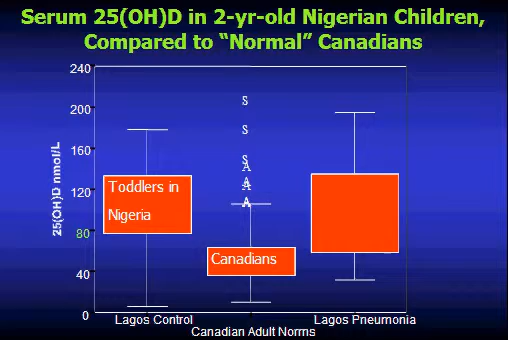 Serum 25(OH)D in 2-yr-old Nigerian Children,
Compared to “Normal” Canadians
240
200
160
120
80
40
0
25(OH)D nmol/L
S
S
S
A
A
A
A
Toddlers in
Nigeria
Canadians
Lagos Control
Lagos Pneumonia
Canadian Adult Norms